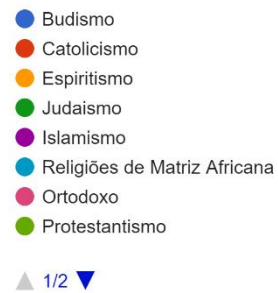 Budismo
Catolicismo
Espiritismo
Judaismo
Islamismo
Religiões de Matriz Africana
Ortodoxo
Protestantismo
1/2